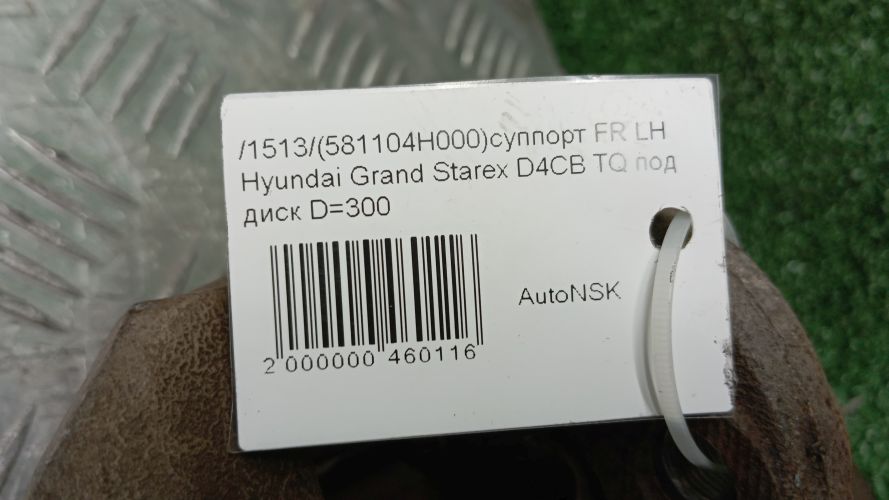 /1513/(581104H000)суппорт FR LH
Hyundai Grand Starex D4CB TQ под
диск D=300
AutoNSK
2 000000 460116